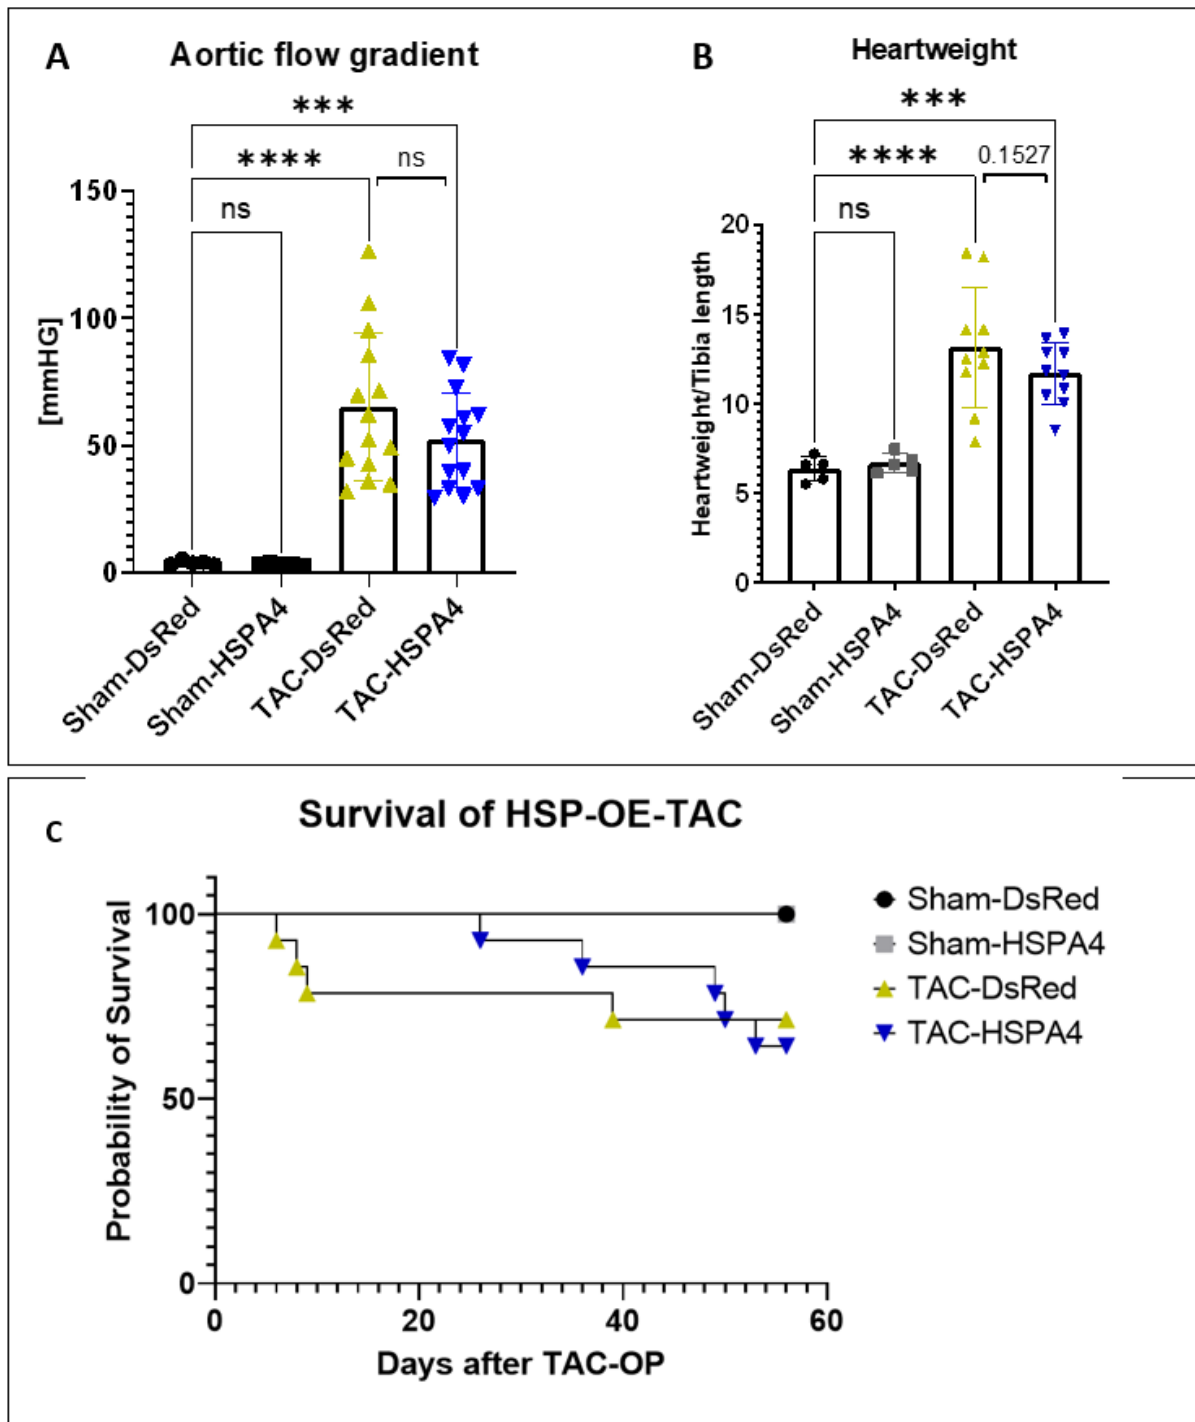 A
Aortic flow gradient
***
****
ns
ns
[mmHG]
150
100
50
0
Sham-DsRed
Sham-HSPA4
TAC-DsRed
TAC-HSPA4
B
Heartweight
***
****
0.1527
ns
Heartweight/Tibia length
20
15
10
5
0
Sham-DsRed
Sham-HSPA4
TAC-DsRed
TAC-HSPA4
C
Survival of HSP-OE-TAC
Probability of Survival
100
50
0
0 20 40 60
Days after TAC-OP
Sham-DsRed
Sham-HSPA4
TAC-DsRed
TAC-HSPA4